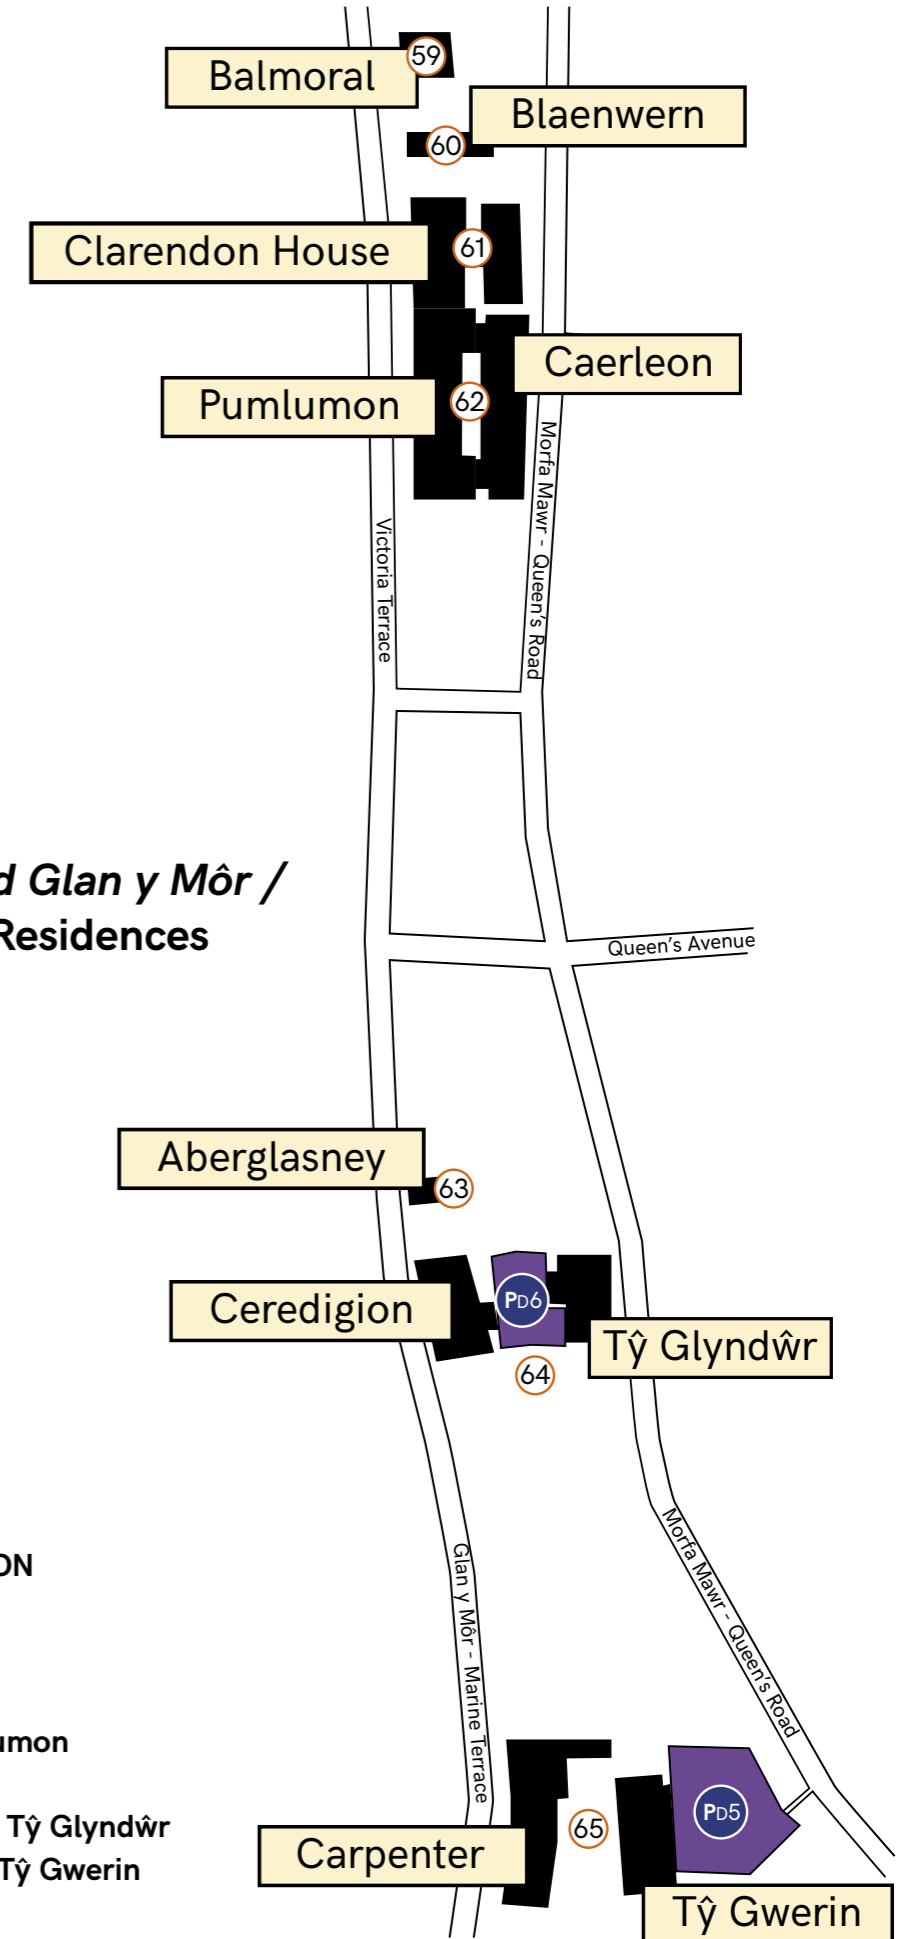 Balmoral
59
Blaenwern
60
Clarendon House
61
Caerleon
Pumlumon
62
Victoria Terrace
Morfa Mawr - Queen's Road
d Glan y Môr /
Residences
Queen's Avenue
Aberglasney
63
Ceredigion
PD6
Tŷ Glyndŵr
64
ON
Glan y Môr - Marine Terrace
Morfa Mawr - Queen's Road
umon
Tŷ Glyndŵr
Tŷ Gwerin
PD5
65
Carpenter
Tŷ Gwerin